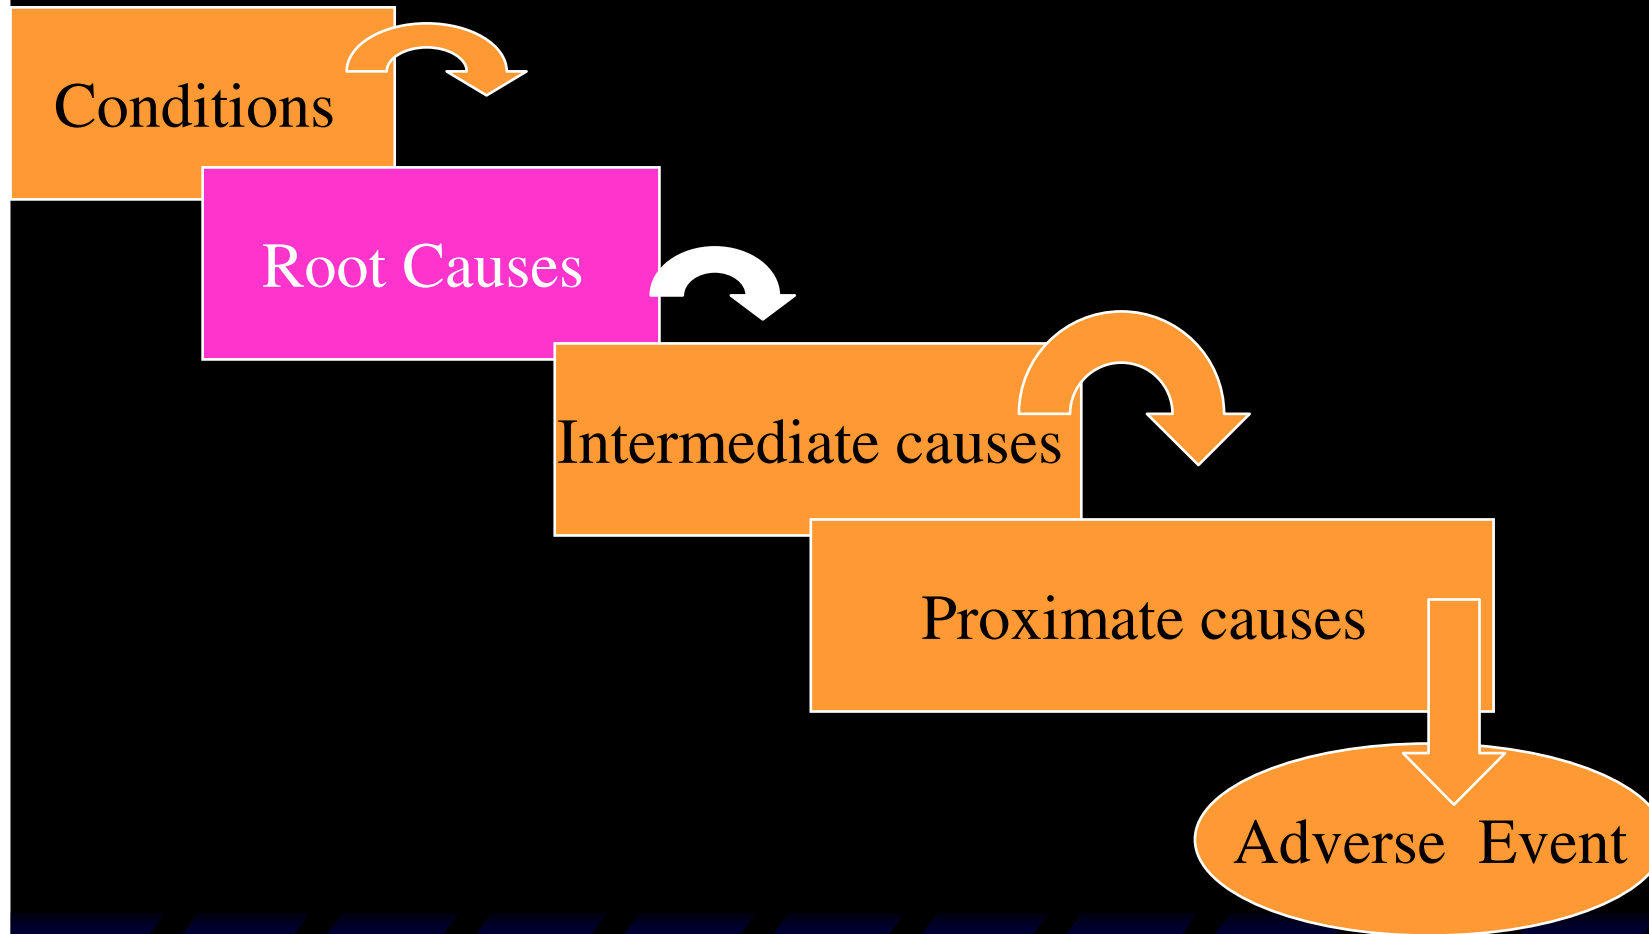 Conditions
Root Causes
Intermediate causes
Proximate causes
Adverse Event